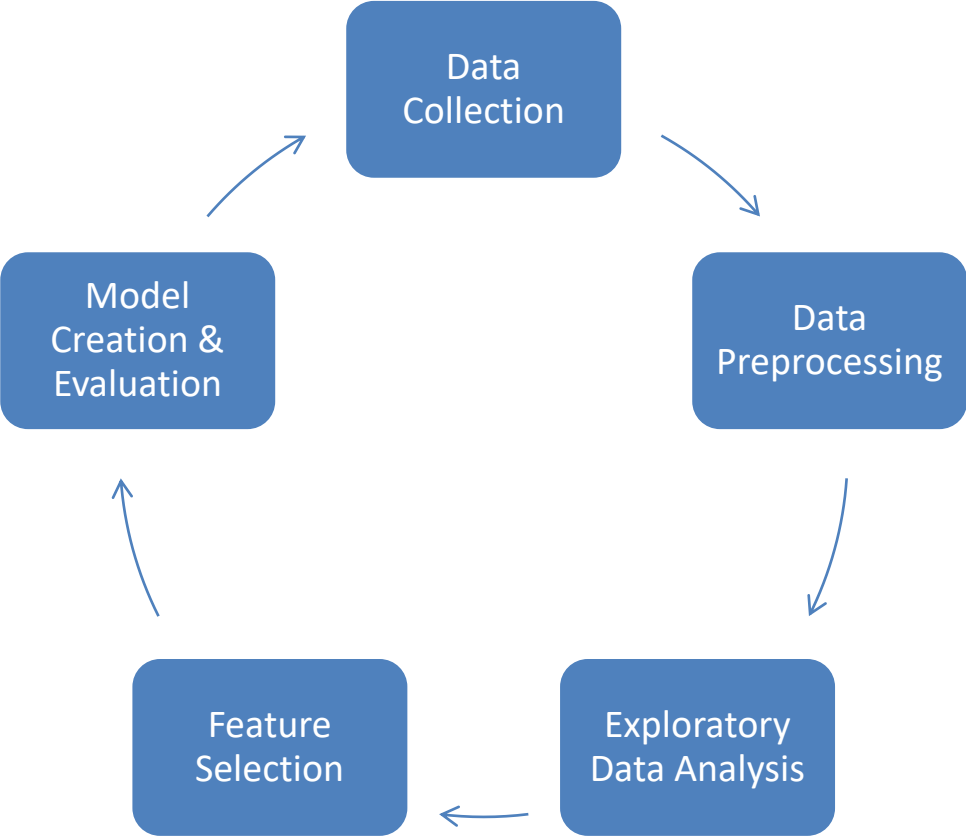 Data
Collection
Data
Preprocessing
Exploratory
Data Analysis
Feature
Selection
Model
Creation &
Evaluation